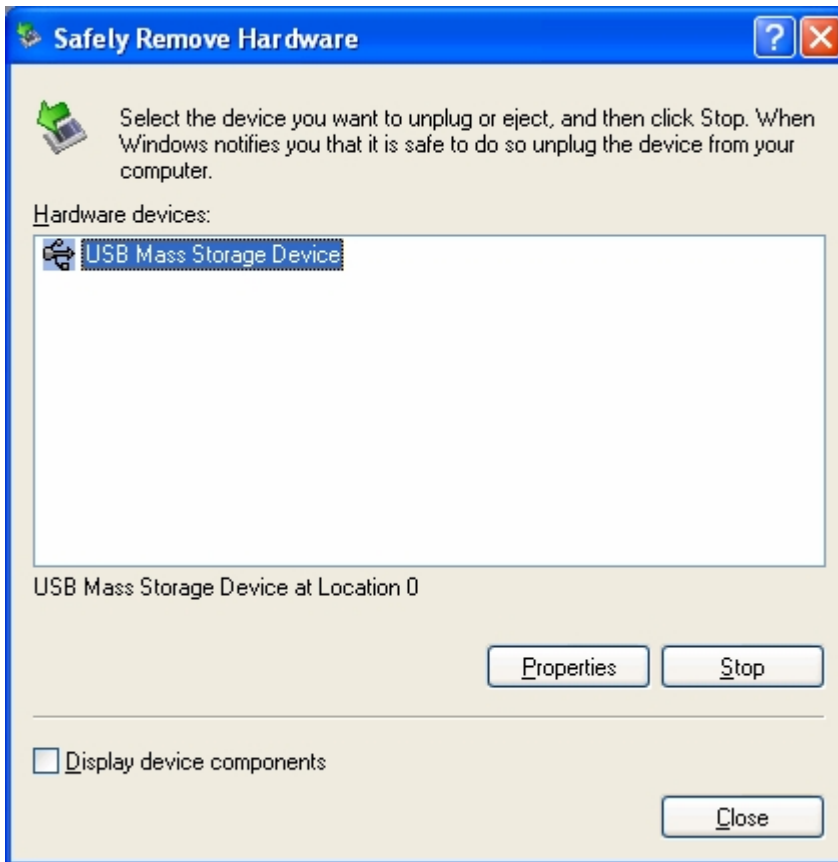 Safely Remove Hardware
Select the device you want to unplug or eject, and then click Stop. When
Windows notifies you that it is safe to do so unplug the device from your
computer.
Hardware devices:
USB Mass Storage Device
USB Mass Storage Device at Location 0
Properties Stop
Display device components
Close